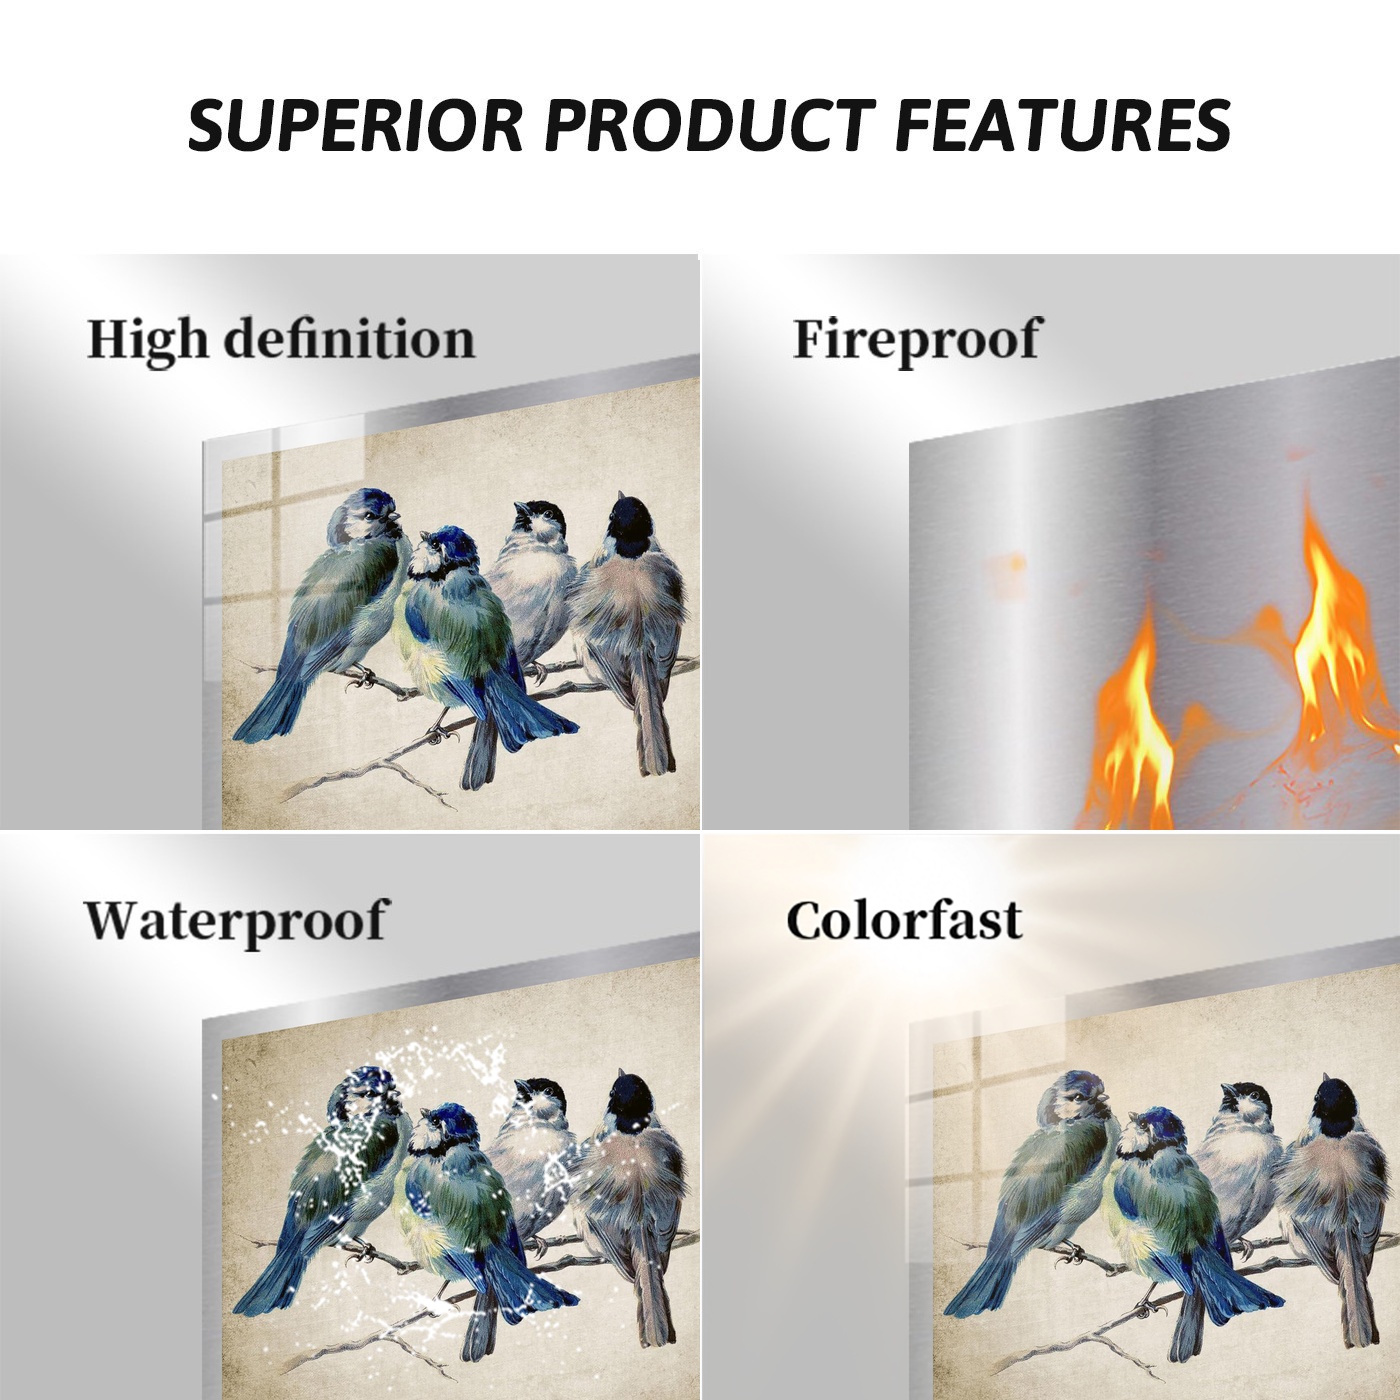 SUPERIOR PRODUCT FEATURES
High definition
Fireproof
Waterproof
Colorfast